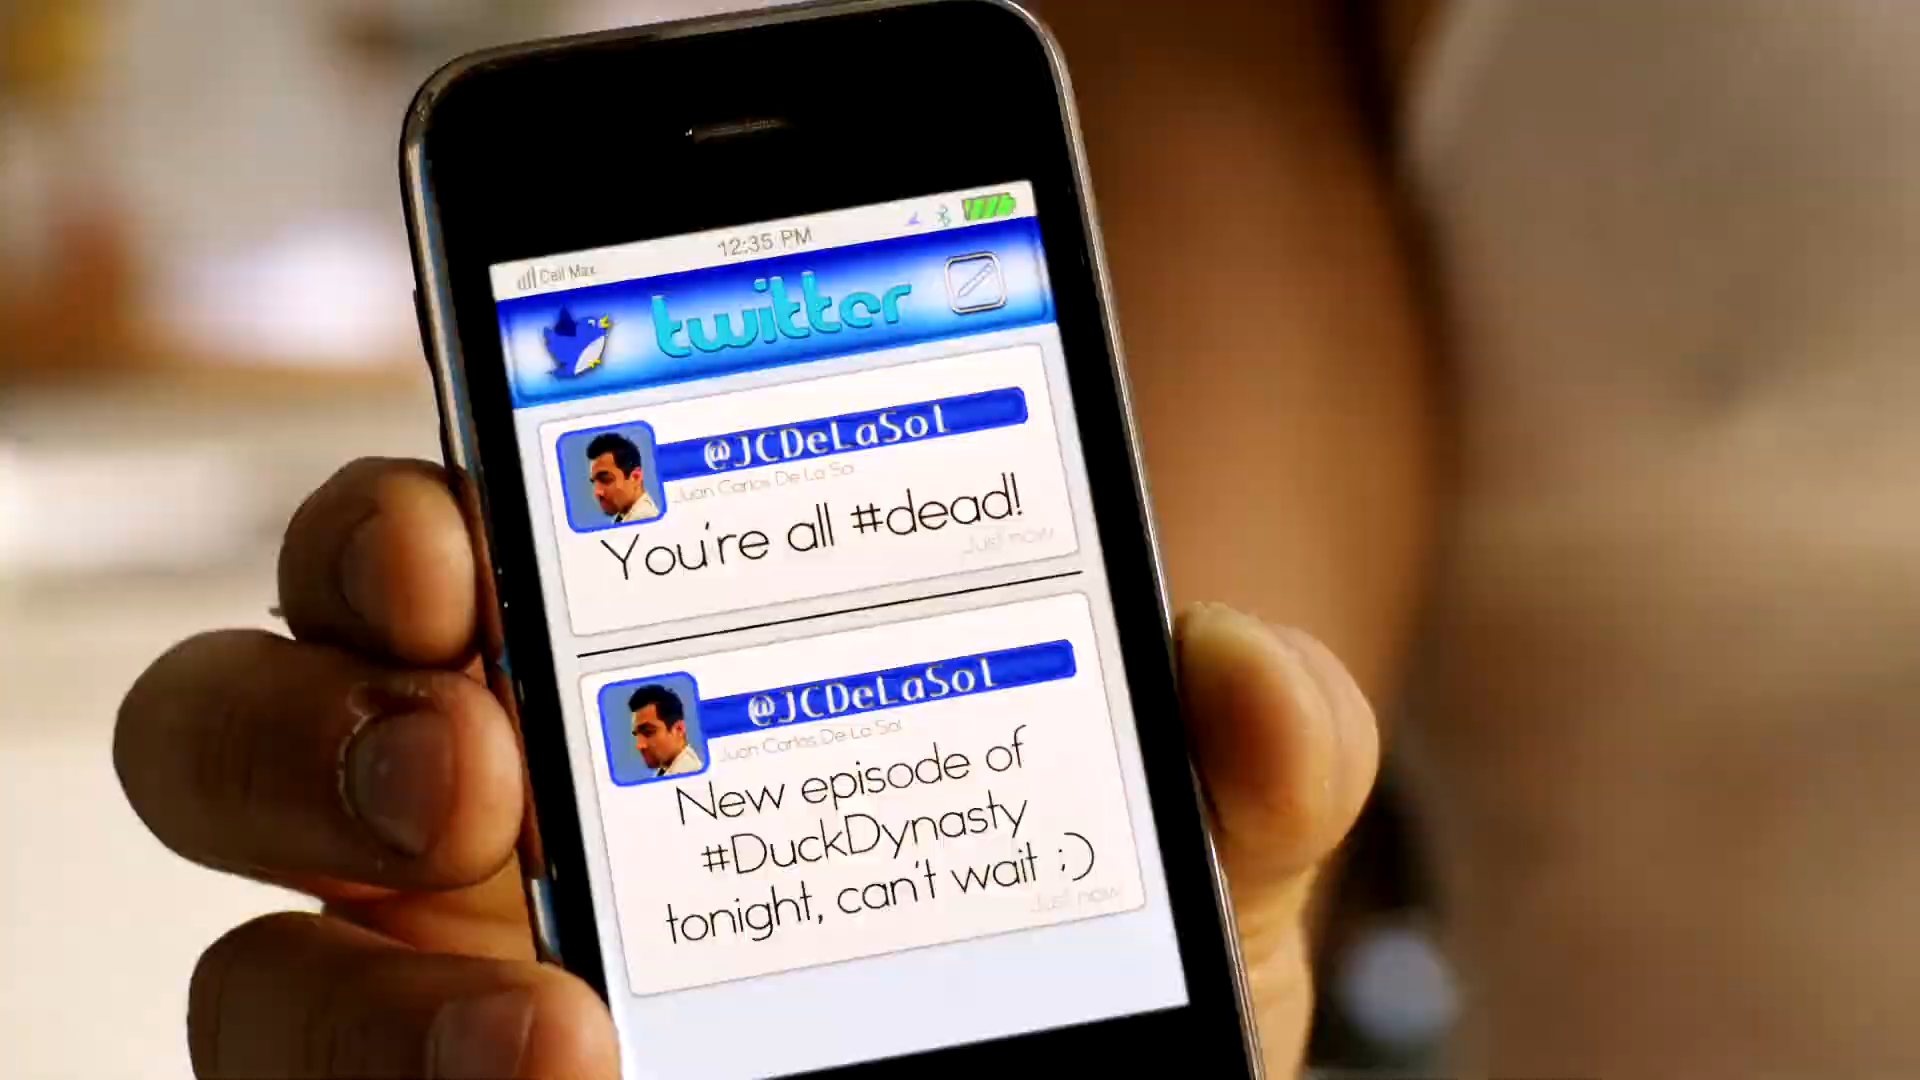 Cell Max 12:35 PM
twitter
@JCDeLaSol
Juan Carlos De La Sol
You're all #dead!
Just now
@JCDeLaSol
Juan Carlos De La Sol
New episode of
#DuckDynasty
tonight, can't wait ;)
Just now